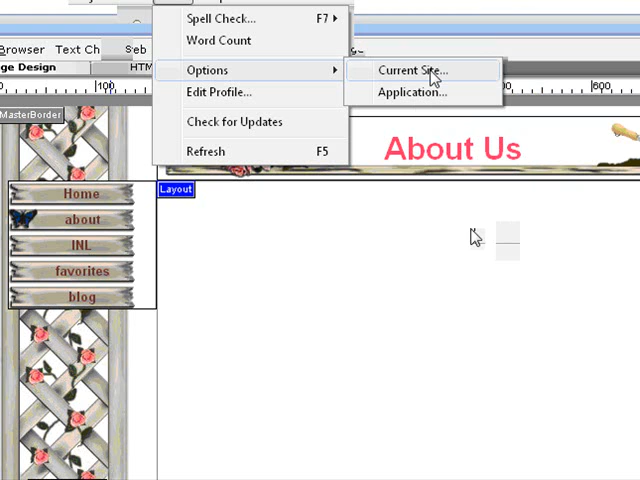 Spell Check... F7
Word Count
Browser Text Ch Seb ge
ge Design HTM
Options
Current Site...
100 600
Edit Profile...
Application...
MasterBorder
Check for Updates
Refresh F5
About Us
Layout
Home
about
INL
favorites
blog